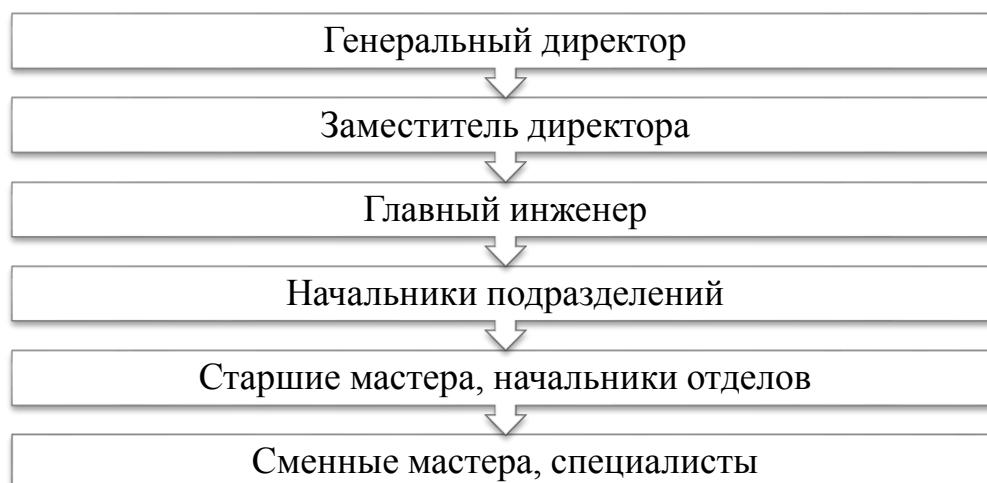 Генеральный директор
Заместитель директора
Главный инженер
Начальники подразделений
Старшие мастера, начальники отделов
Сменные мастера, специалисты